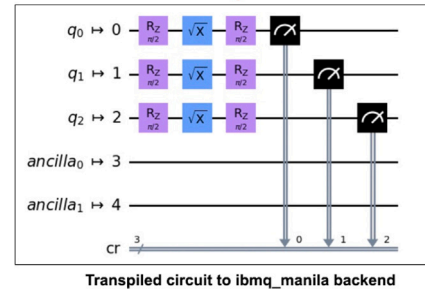 q0 ↦ 0 RZ π/2 √X RZ π/2
q1 ↦ 1 RZ π/2 √X RZ π/2
q2 ↦ 2 RZ π/2 √X RZ π/2
ancilla0 ↦ 3
ancilla1 ↦ 4
cr 3 0 1 2
Transpiled circuit to ibmq_manila backend